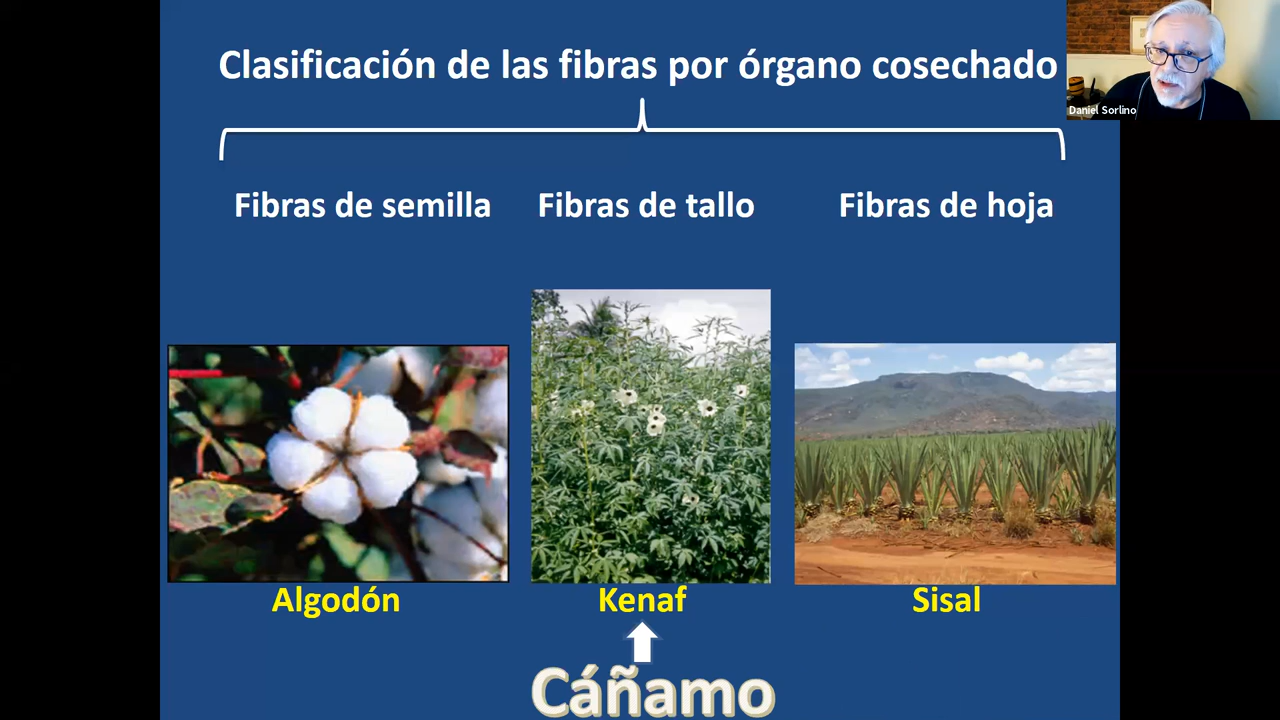 Clasificación de las fibras por órgano cosechado
Daniel Sorlino
Fibras de semilla
Fibras de tallo
Fibras de hoja
Algodón
Kenaf
Sisal
Cáñamo